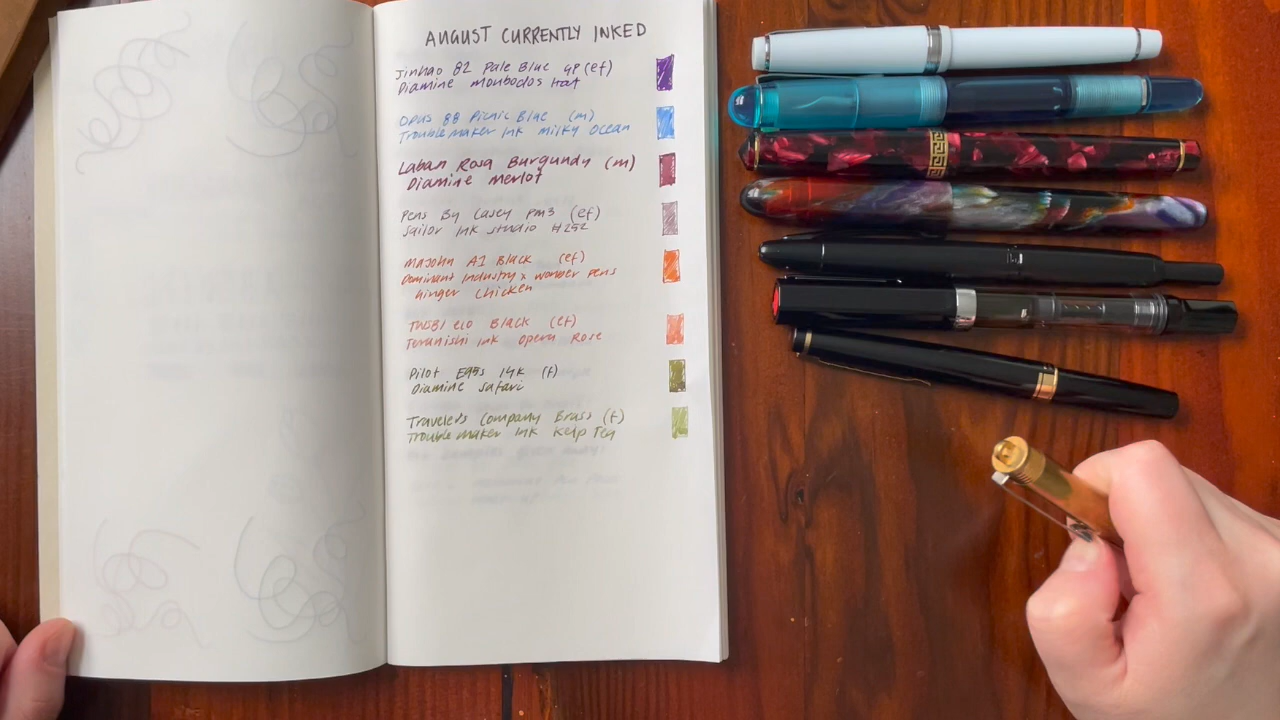 AUGUST CURRENTLY INKED
Jinhao 82 Pale Blue GP (ef)
Diamine Monbodos Hat
Opus 88 Picnic Blue (m)
Troublemaker Ink Milky Ocean
Laban Rosa Burgundy (m)
Diamine Merlot
Pens By Casey PM3 (ef)
Sailor Ink Studio #252
Majohn A1 Black (ef)
Dominant Industry x Wonder Pens
Ginger Chicken
TWSBI eco Black (ef)
Teranishi Ink Opera Rose
Pilot E95s 14K (f)
Diamine Safari
Travelers Company Brass (f)
Troublemaker Ink Kelp Tea